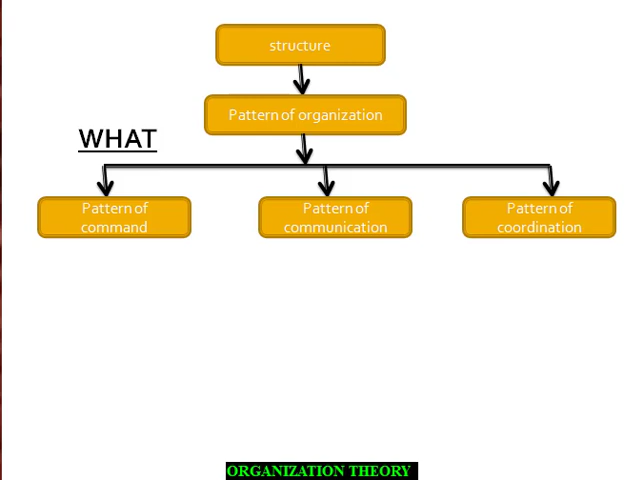 structure
Pattern of organization
WHAT
Pattern of
command
Pattern of
communication
Pattern of
coordination
ORGANIZATION THEORY